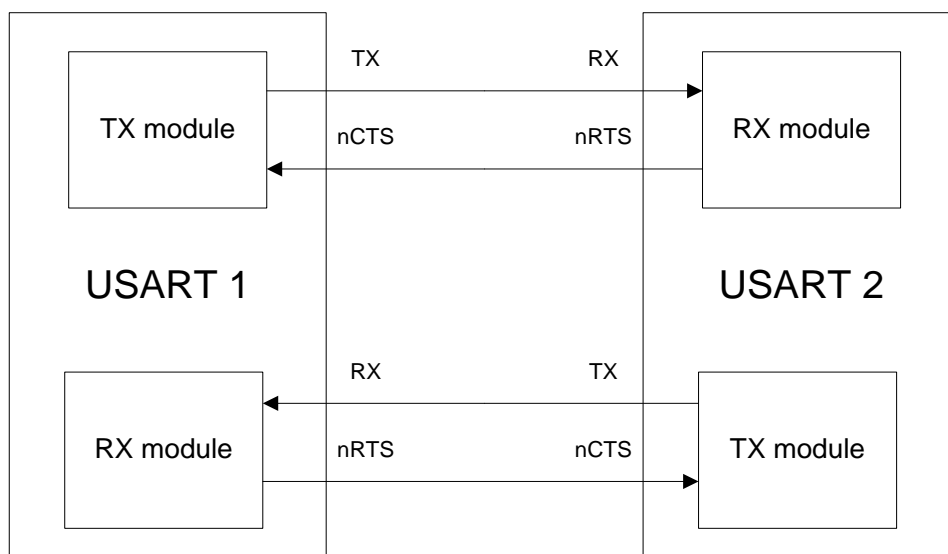 TX RX
TX module RX module
nCTS nRTS
USART 1 USART 2
RX TX
RX module TX module
nRTS nCTS